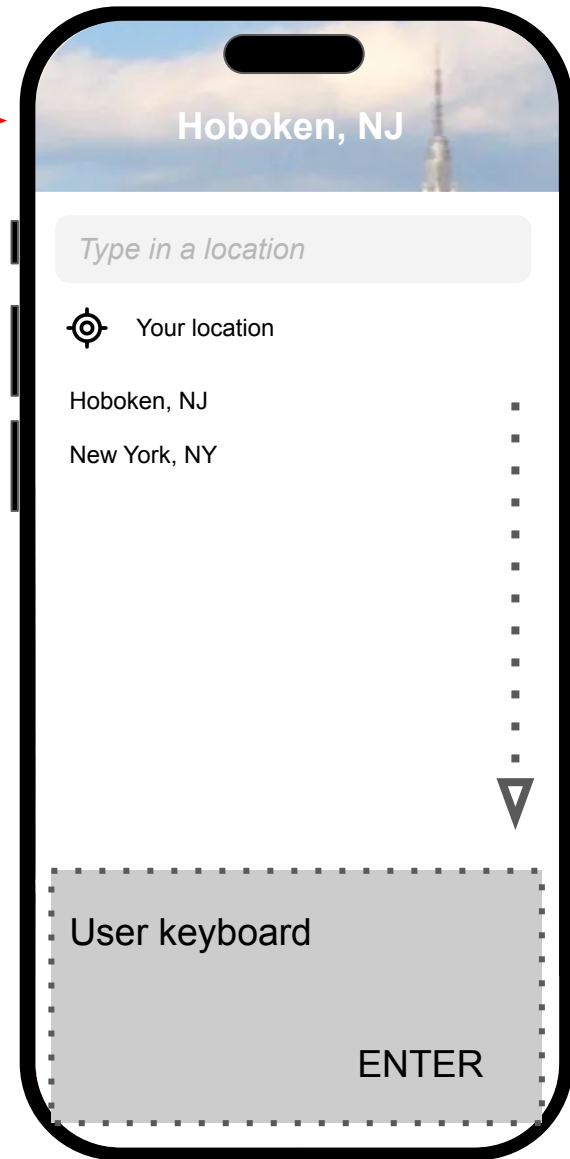 Hoboken, NJ
Type in a location
Your location
Hoboken, NJ
New York, NY
User keyboard
ENTER